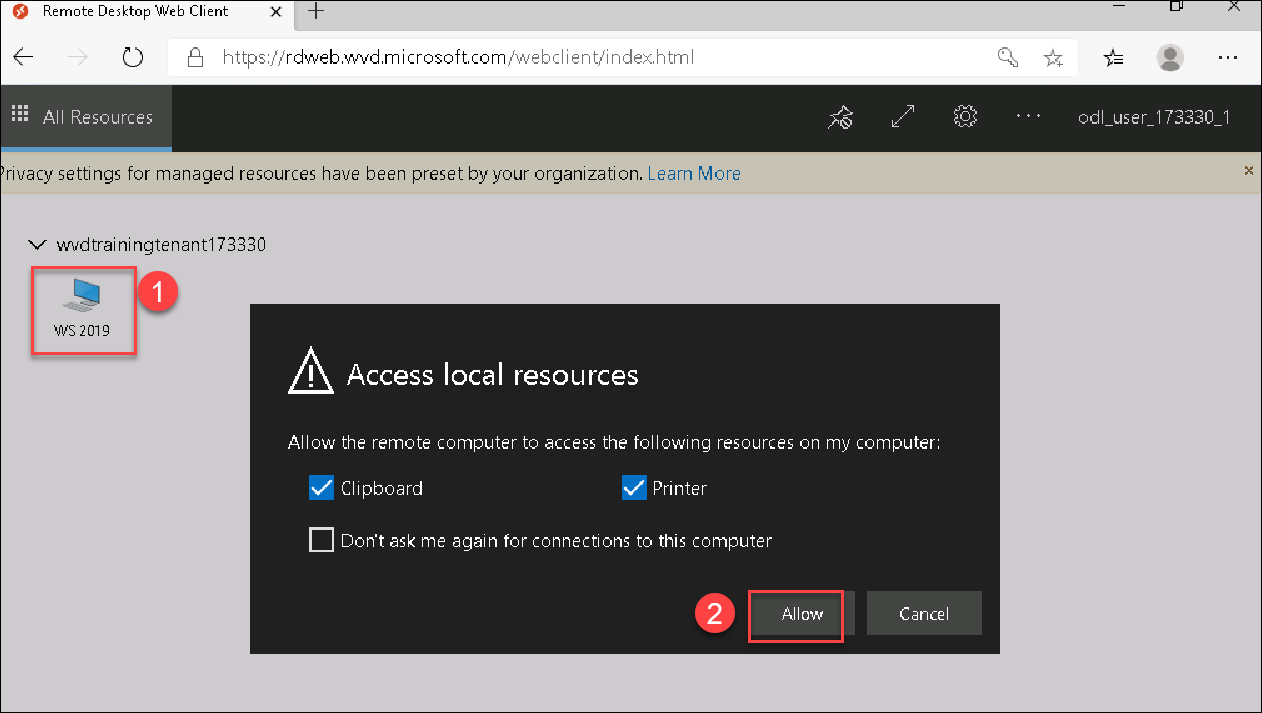 Remote Desktop Web Client
https://rdweb.wvd.microsoft.com/webclient/index.html
All Resources
odl_user_173330_1
Privacy settings for managed resources have been preset by your organization. Learn More
wvdtrainingtenant173330
1
WS 2019
Access local resources
Allow the remote computer to access the following resources on my computer:
Clipboard Printer
Don't ask me again for connections to this computer
2 Allow Cancel